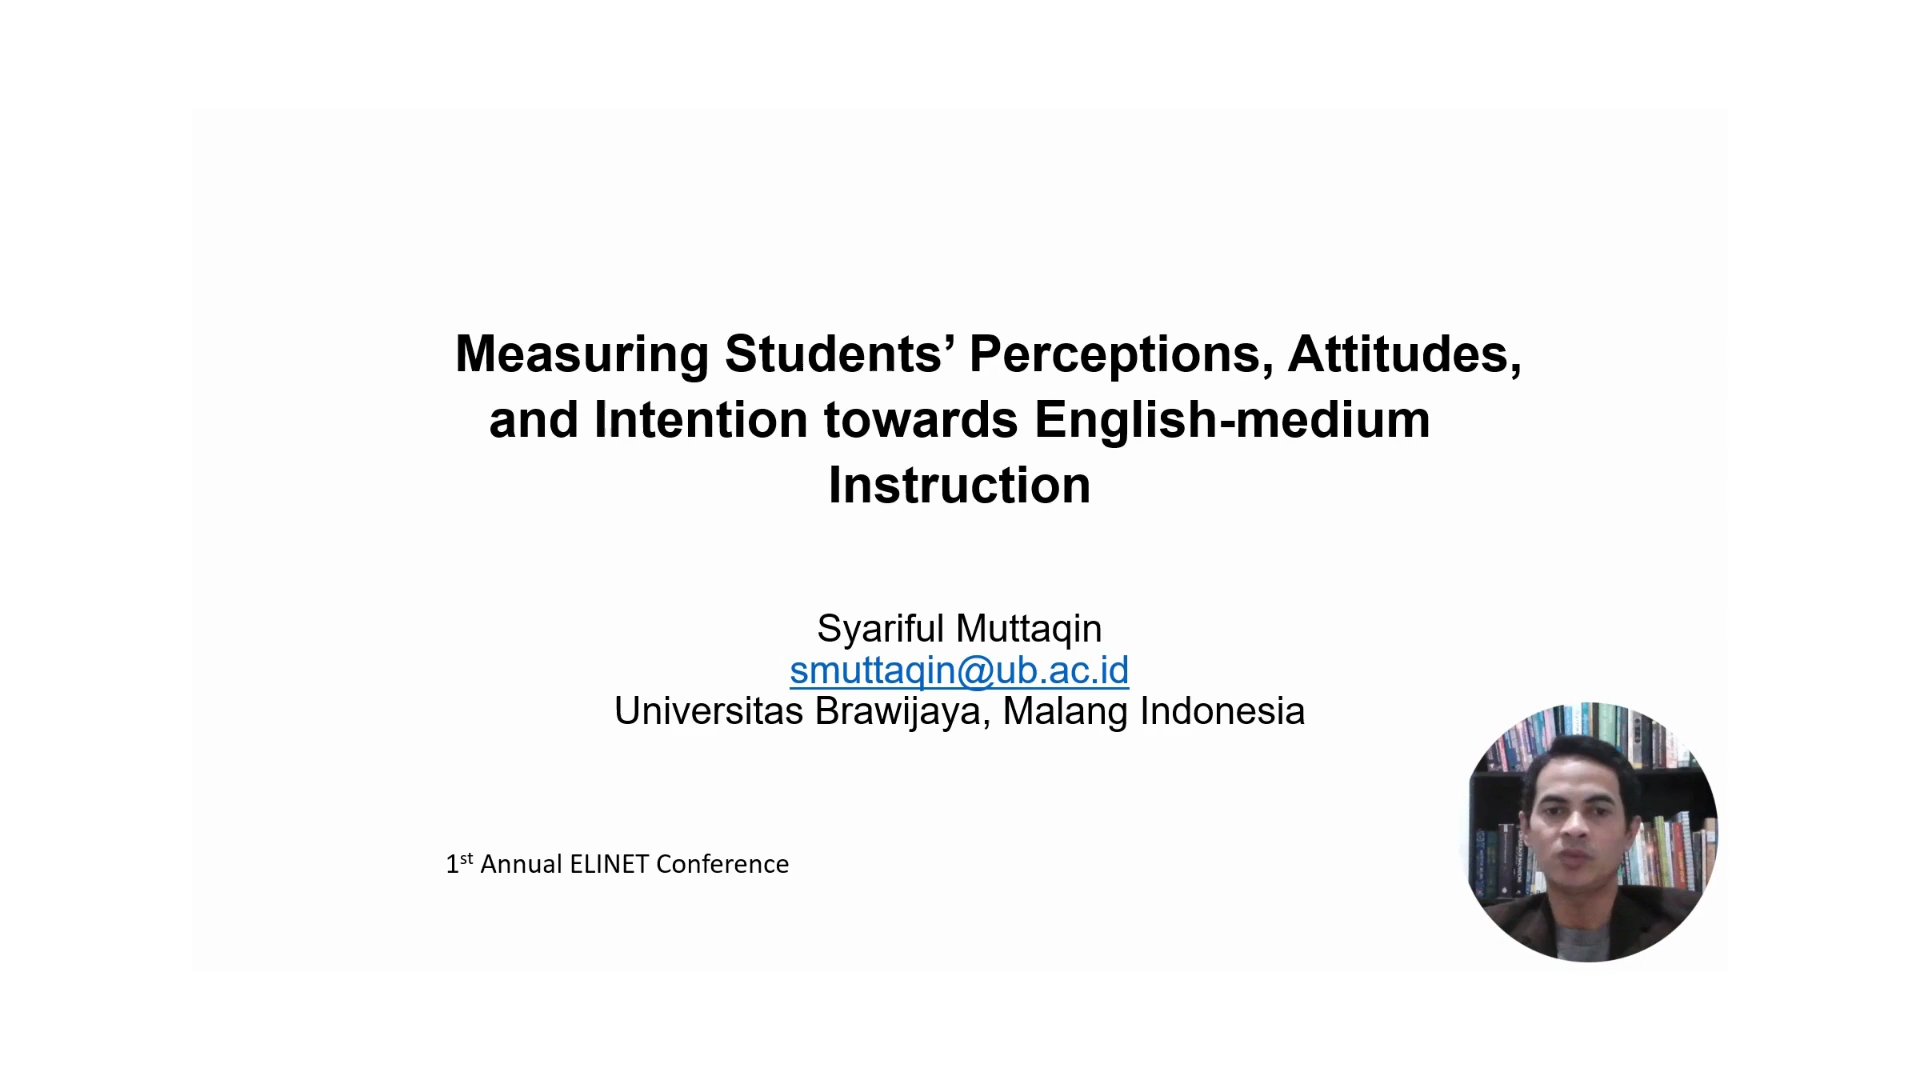 Measuring Students’ Perceptions, Attitudes,
and Intention towards English-medium
Instruction
Syariful Muttaqin
smuttaqin@ub.ac.id
Universitas Brawijaya, Malang Indonesia
1st Annual ELINET Conference